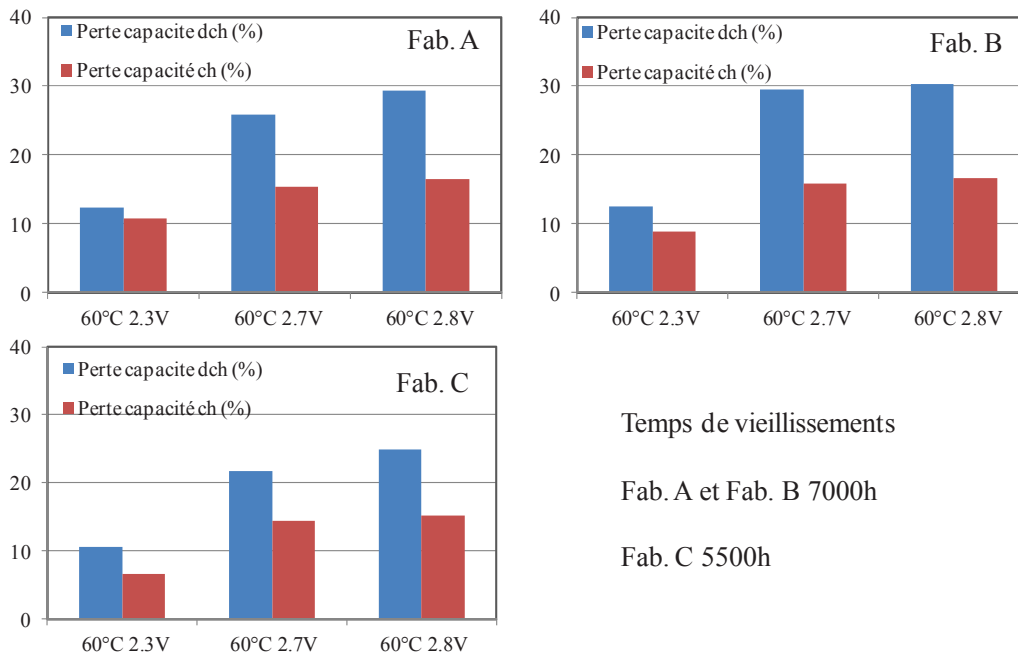 40
30
20
10
0
Perte capacite dch (%)
Perte capacité ch (%)
Fab. A
60°C 2.3V
60°C 2.7V
60°C 2.8V
40
30
20
10
0
Perte capacite dch (%)
Perte capacité ch (%)
Fab. B
60°C 2.3V
60°C 2.7V
60°C 2.8V
40
30
20
10
0
Perte capacite dch (%)
Perte capacité ch (%)
Fab. C
60°C 2.3V
60°C 2.7V
60°C 2.8V
Temps de vieillissements
Fab. A et Fab. B 7000h
Fab. C 5500h